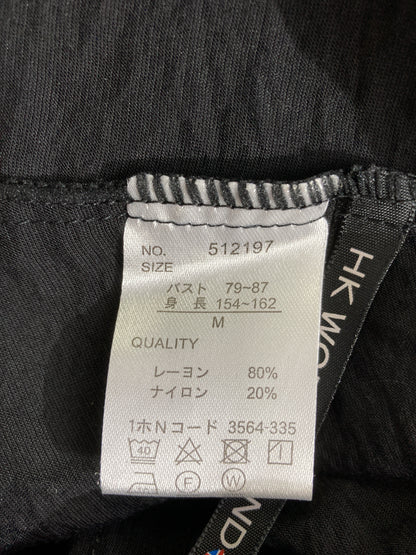 NO. 512197
SIZE
バスト 79~87
身長 154~162
M
QUALITY
レーヨン 80%
ナイロン 20%
1ホNコード 3564-335
40
F W
HK WO
ND